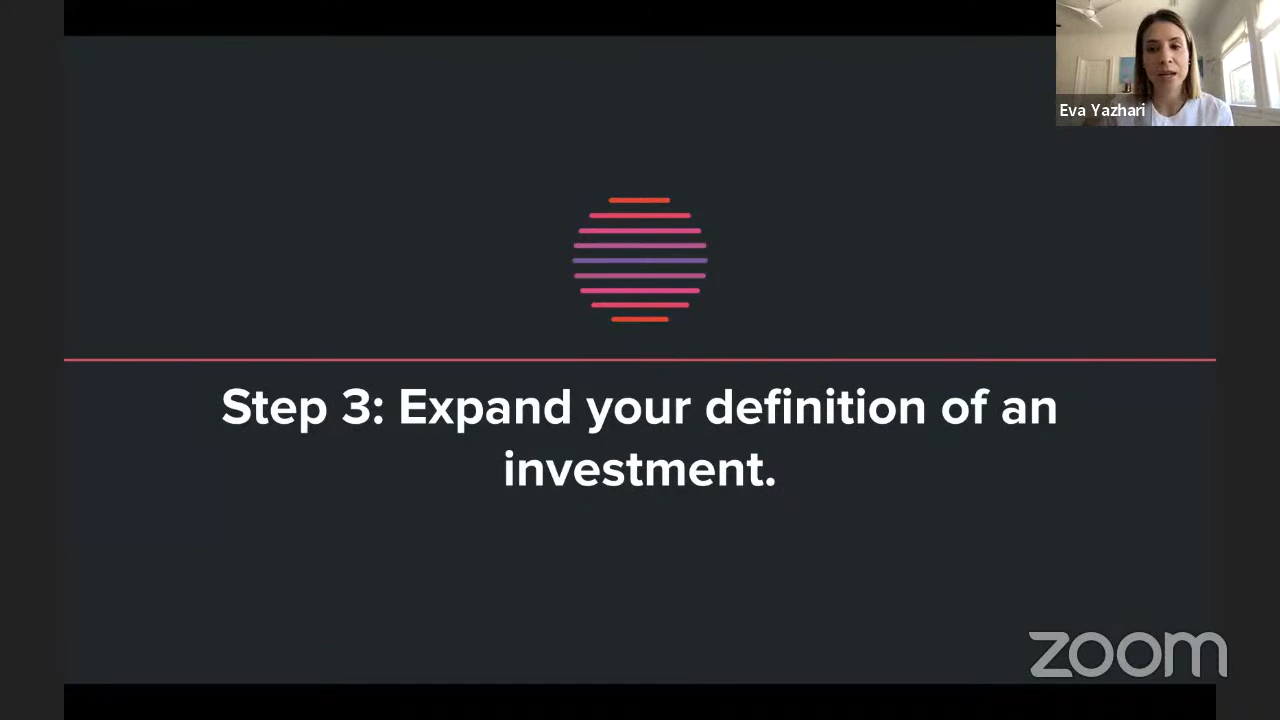 Eva Yazhari
Step 3: Expand your definition of an
investment.
zoom